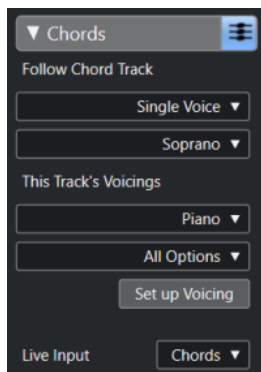 Chords
Follow Chord Track
Single Voice
Soprano
This Track's Voicings
Piano
All Options
Set up Voicing
Live Input Chords